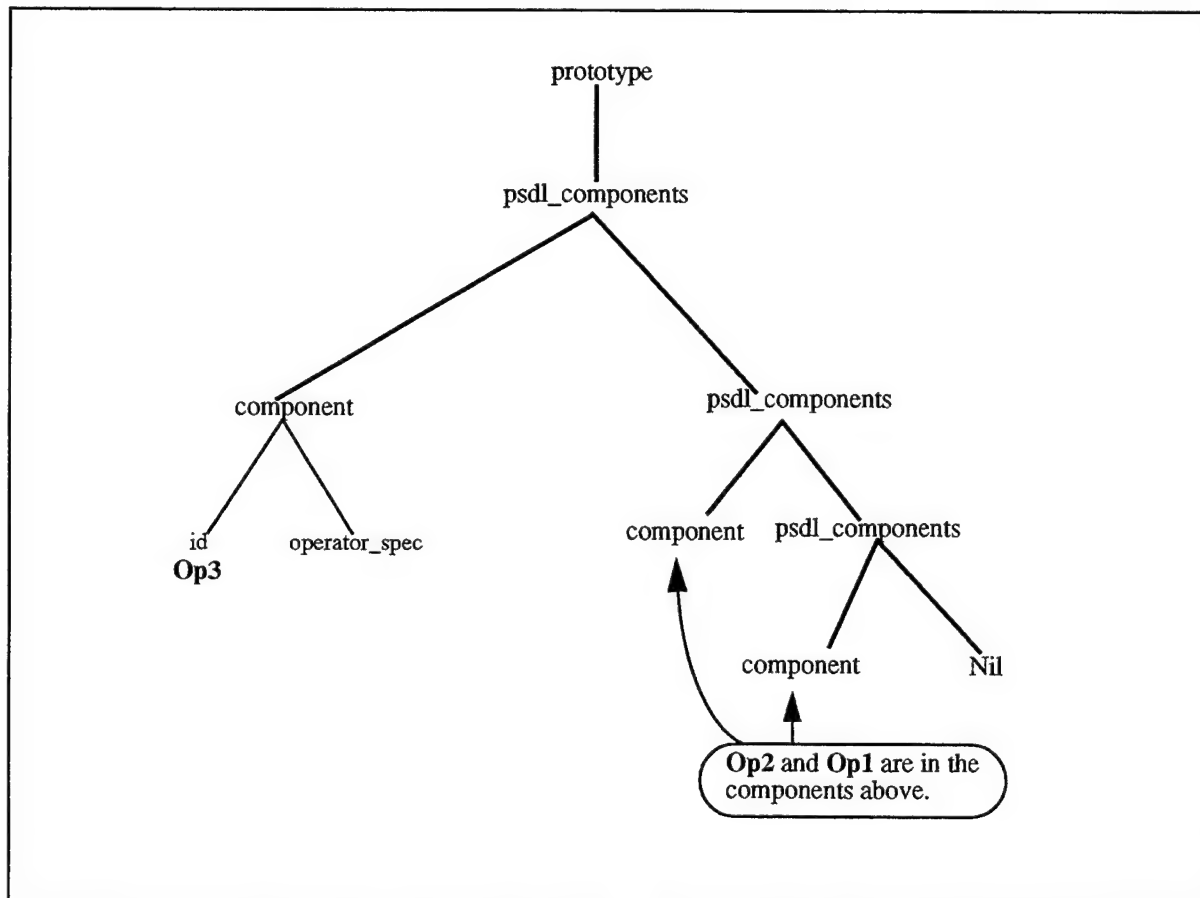 prototype
psdl_components
component
psdl_components
id
Op3
operator_spec
component
psdl_components
component
Nil
Op2 and Op1 are in the
components above.